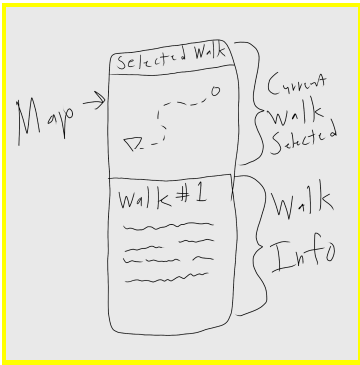 Selected Walk
Map
Current
Walk
Selected
Walk #1
Walk
Info